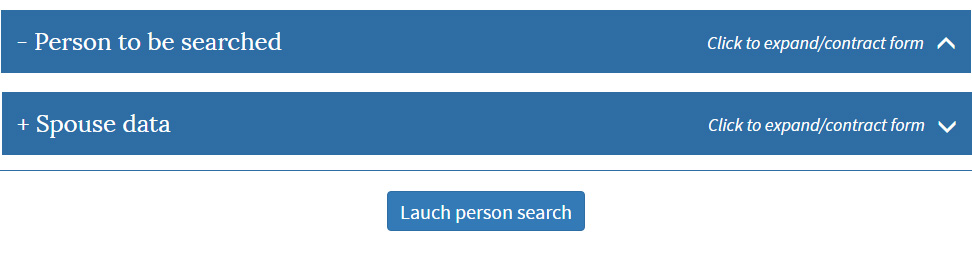 - Person to be searched Click to expand/contract form
+ Spouse data Click to expand/contract form
Lauch person search